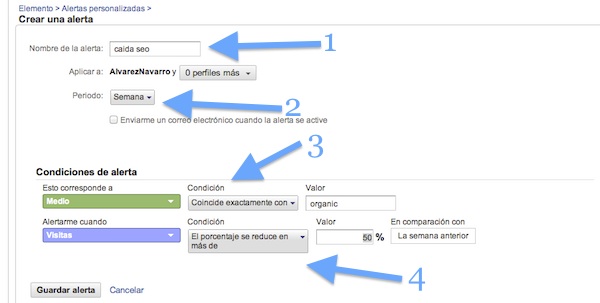 Elemento > Alertas personalizadas >
Crear una alerta
Nombre de la alerta: caida seo 1
Aplicar a: AlvarezNavarro y 0 perfiles más
Periodo: Semana 2
Enviarme un correo electrónico cuando la alerta se active
3
Condiciones de alerta
Esto corresponde a Condición Valor
Medio Coincide exactamente con organic
Alertarme cuando Condición Valor En comparación con
Visitas El porcentaje se reduce en más de 50 % La semana anterior
4
Guardar alerta Cancelar